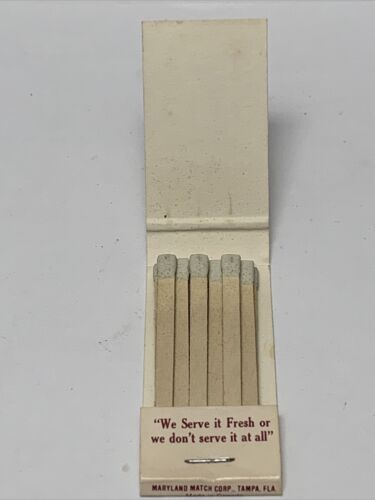 "We Serve it Fresh or
we don't serve it at all"
MARYLAND MATCH CORP., TAMPA, FLA.